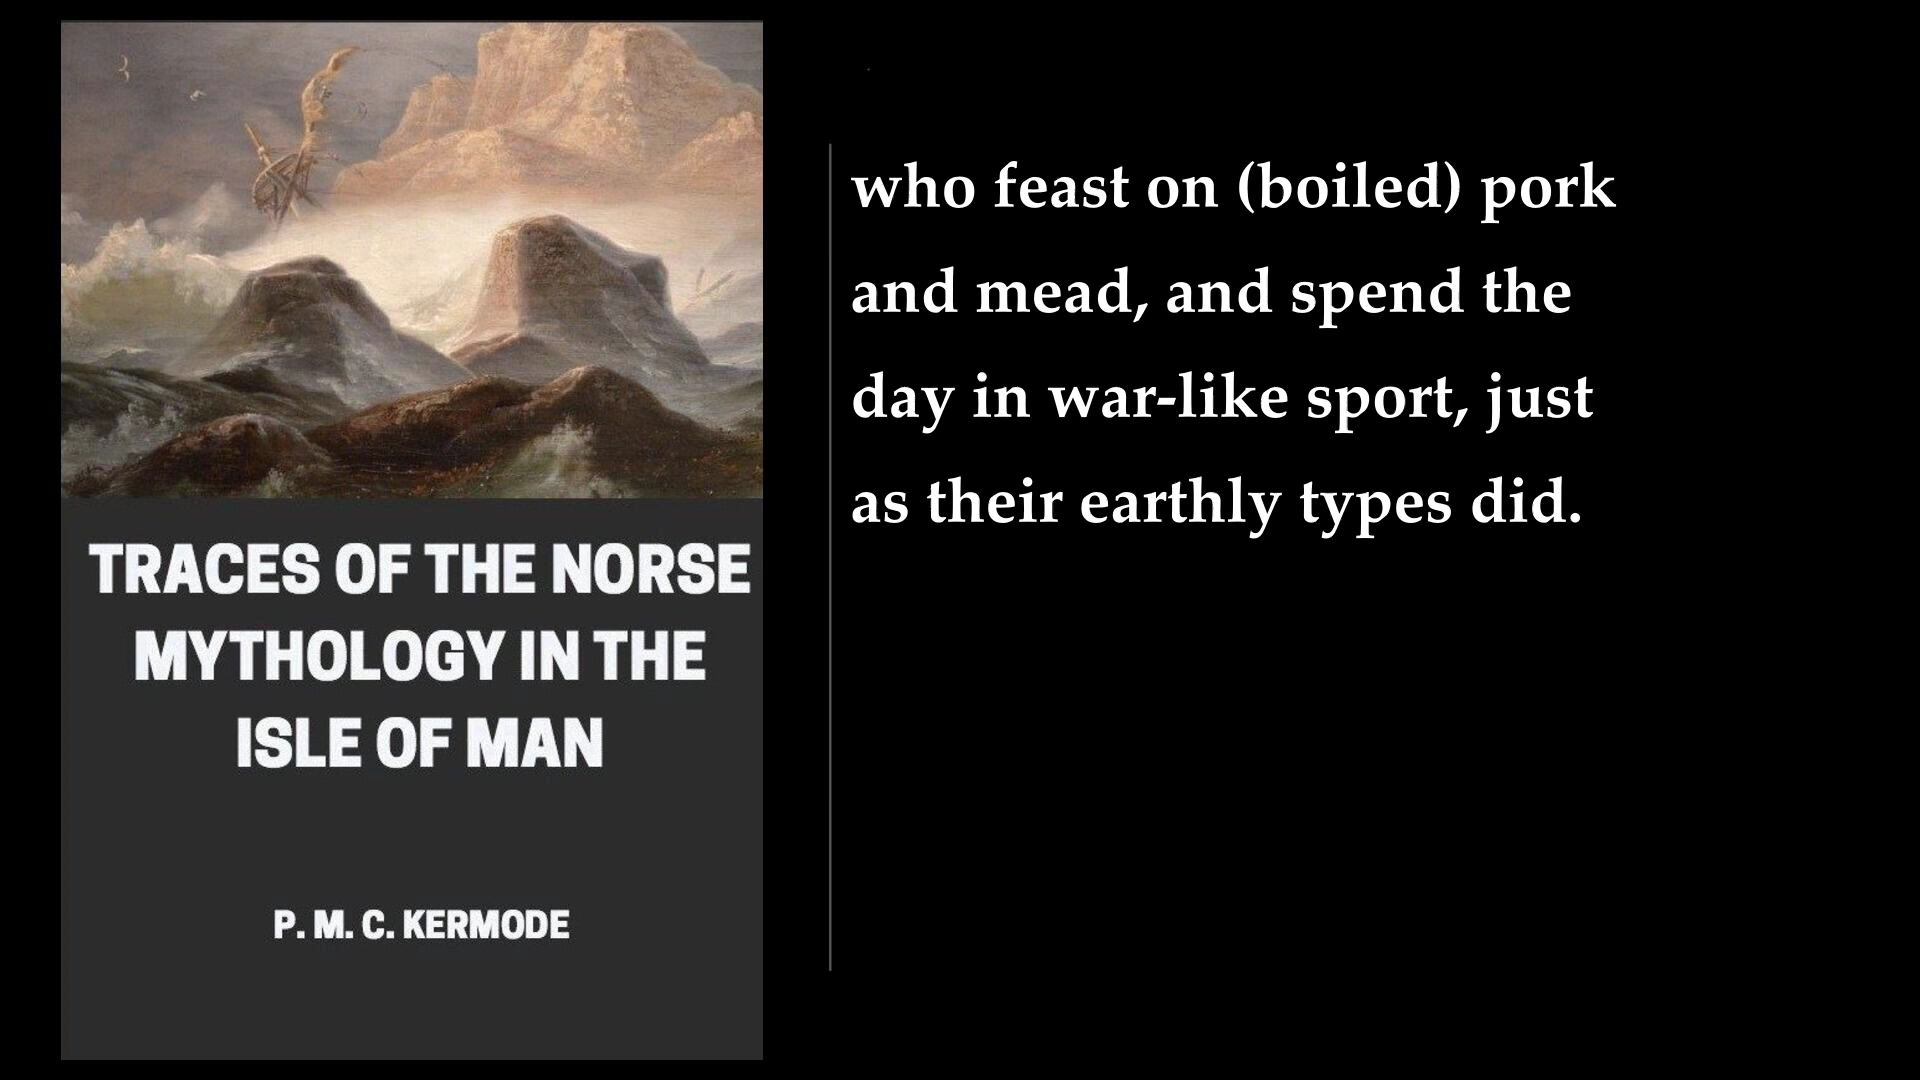 TRACES OF THE NORSE
MYTHOLOGY IN THE
ISLE OF MAN
P. M. C. KERMODE
who feast on (boiled) pork
and mead, and spend the
day in war-like sport, just
as their earthly types did.